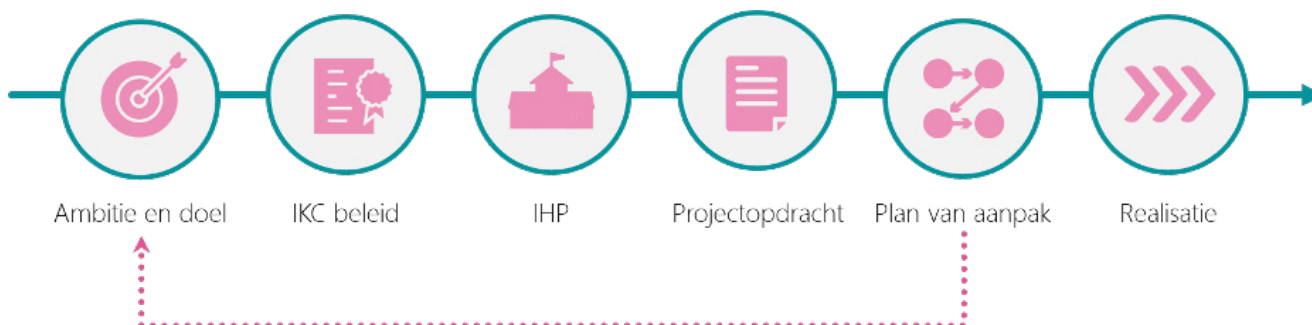 Ambitie en doel
IKC beleid
IHP
Projectopdracht
Plan van aanpak
Realisatie